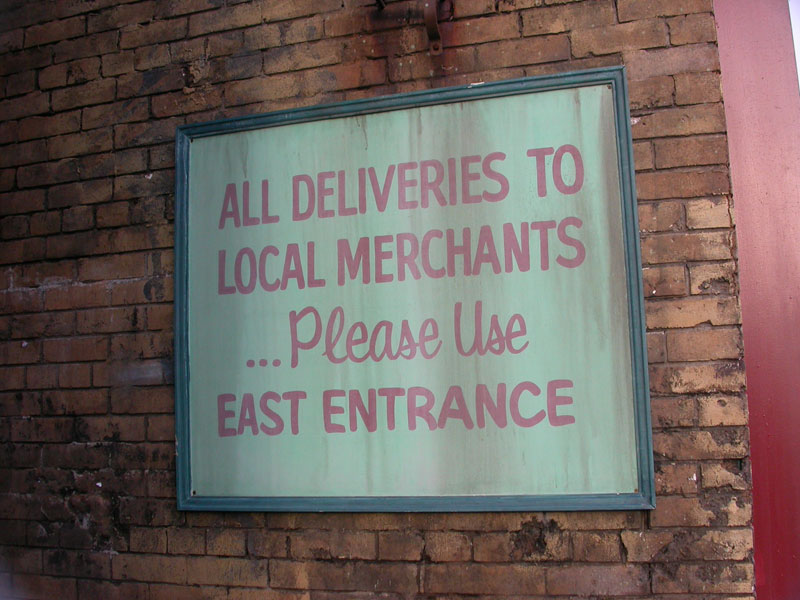 ALL DELIVERIES TO
LOCAL MERCHANTS
...Please Use
EAST ENTRANCE